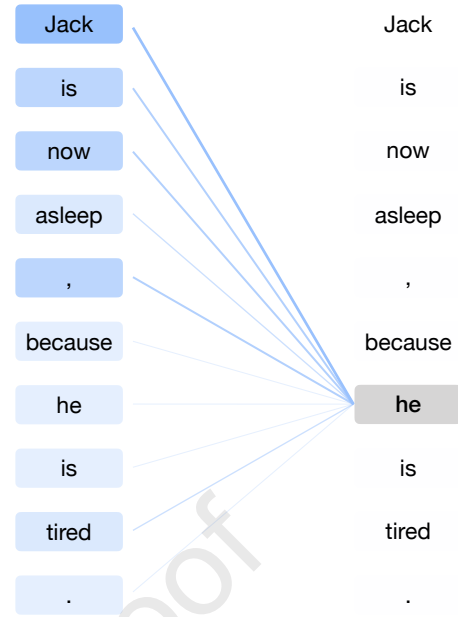 Jack Jack
is is
now now
asleep asleep
, ,
because because
he he
is is
tired tired
. .